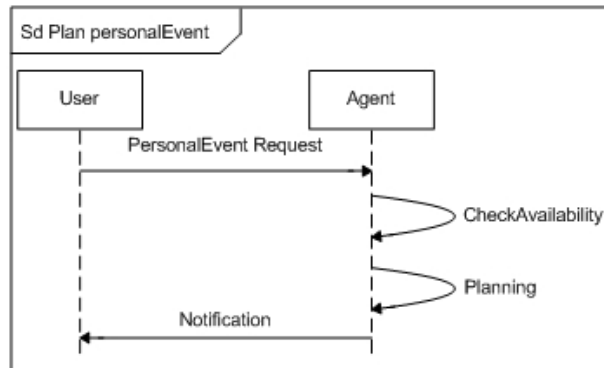 Sd Plan personalEvent
User
Agent
PersonalEvent Request
CheckAvailability
Planning
Notification